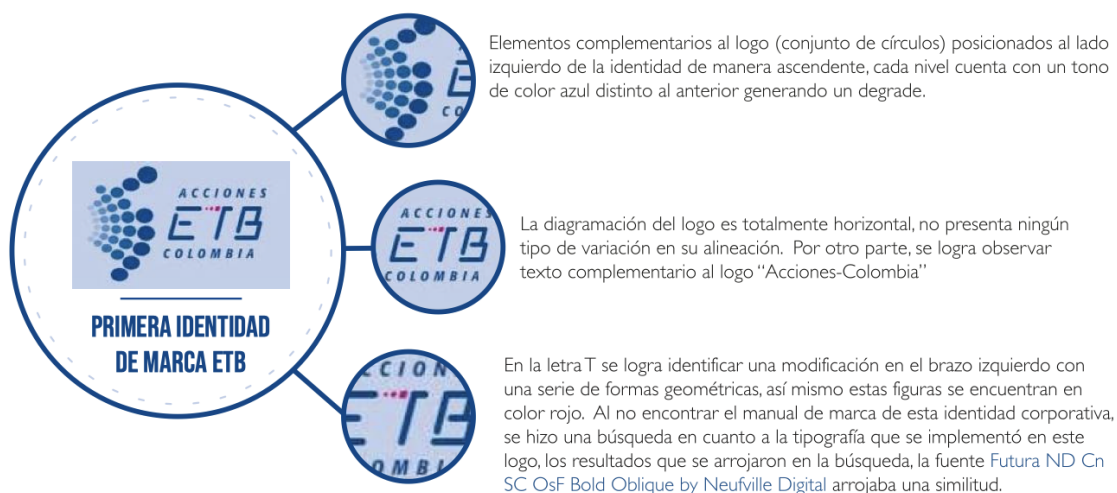 Elementos complementarios al logo (conjunto de círculos) posicionados al lado
izquierdo de la identidad de manera ascendente, cada nivel cuenta con un tono
de color azul distinto al anterior generando un degrade.
ACCIONES
ETB
COLOMBIA
PRIMERA IDENTIDAD
DE MARCA ETB
E
CO
ACCIONES
ETB
COLOMBIA
La diagramación del logo es totalmente horizontal, no presenta ningún
tipo de variación en su alineación. Por otro parte, se logra observar
texto complementario al logo “Acciones-Colombia”
CCION
ETB
OMBI
En la letra T se logra identificar una modificación en el brazo izquierdo con
una serie de formas geométricas, así mismo estas figuras se encuentran en
color rojo. Al no encontrar el manual de marca de esta identidad corporativa,
se hizo una búsqueda en cuanto a la tipografía que se implementó en este
logo, los resultados que se arrojaron en la búsqueda, la fuente Futura ND Cn
SC OsF Bold Oblique by Neufville Digital arrojaba una similitud.